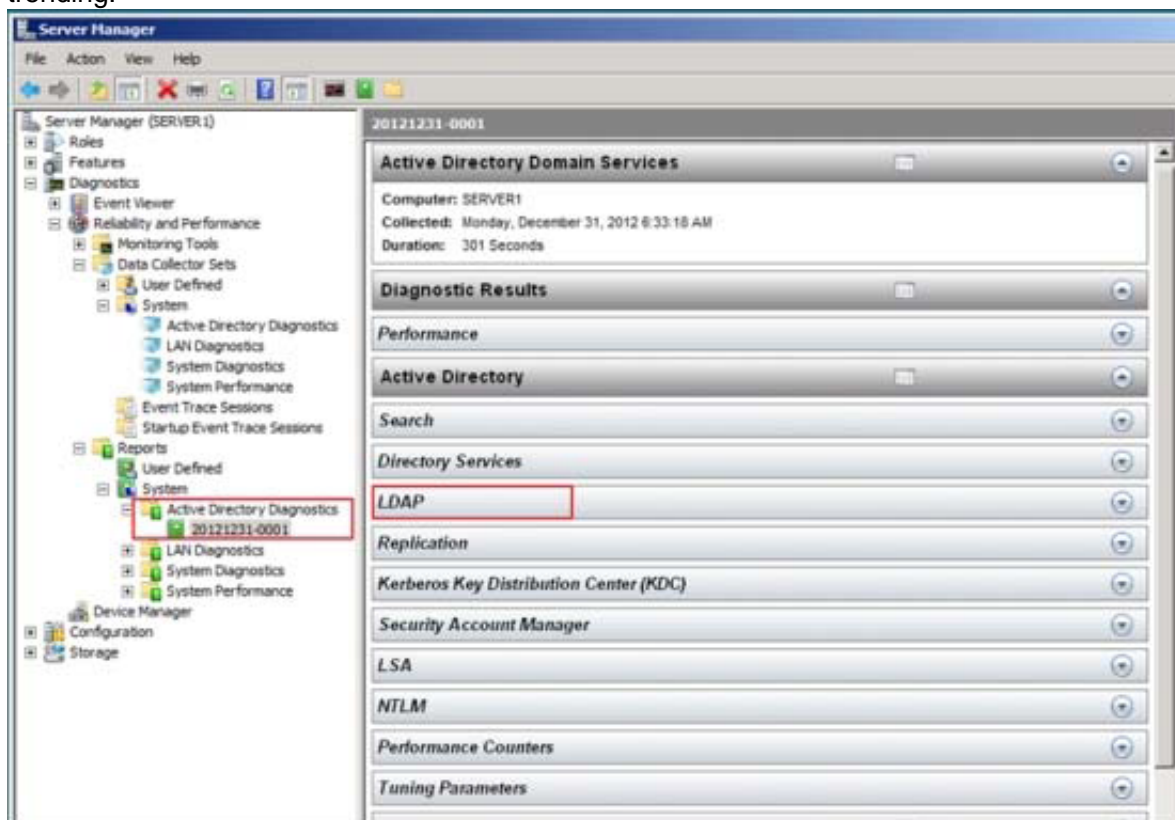 trending.
Server Manager
File Action View Help
Server Manager (SERVER1)
Roles
Features
Diagnostics
Event Viewer
Reliability and Performance
Monitoring Tools
Data Collector Sets
User Defined
System
Active Directory Diagnostics
LAN Diagnostics
System Diagnostics
System Performance
Event Trace Sessions
Startup Event Trace Sessions
Reports
User Defined
System
Active Directory Diagnostics
20121231-0001
LAN Diagnostics
System Diagnostics
System Performance
Device Manager
Configuration
Storage
20121231-0001
Active Directory Domain Services
Computer: SERVER1
Collected: Monday, December 31, 2012 6:33:18 AM
Duration: 301 Seconds
Diagnostic Results
Performance
Active Directory
Search
Directory Services
LDAP
Replication
Kerberos Key Distribution Center (KDC)
Security Account Manager
LSA
NTLM
Performance Counters
Tuning Parameters